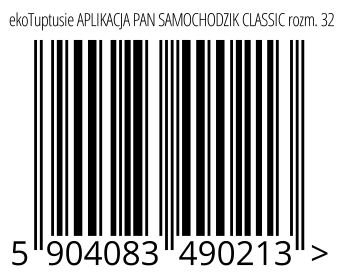 ekoTuptusie APLIKACJA PAN SAMOCHODZIK CLASSIC rozm. 32
5 904083 490213 >